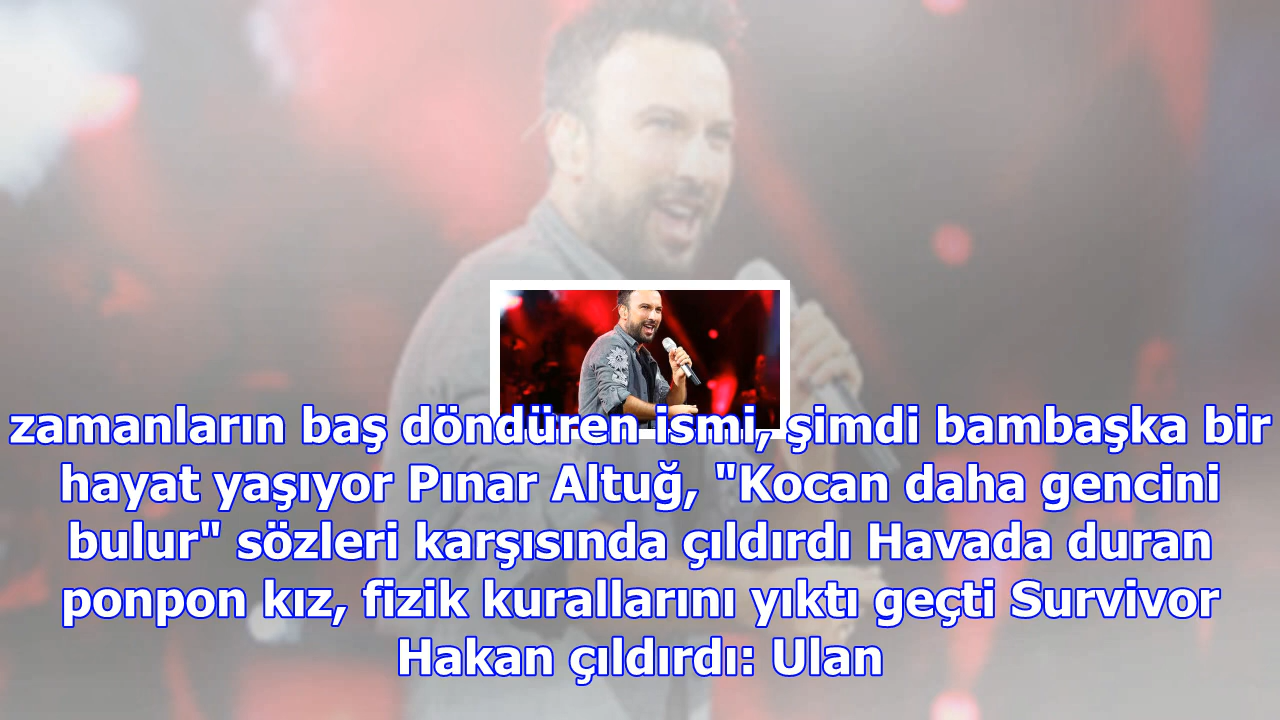 zamanların baş döndüren ismi, şimdi bambaşka bir
hayat yaşıyor Pınar Altuğ, "Kocan daha gencini
bulur" sözleri karşısında çıldırdı Havada duran
ponpon kız, fizik kurallarını yıktı geçti Survivor
Hakan çıldırdı: Ulan